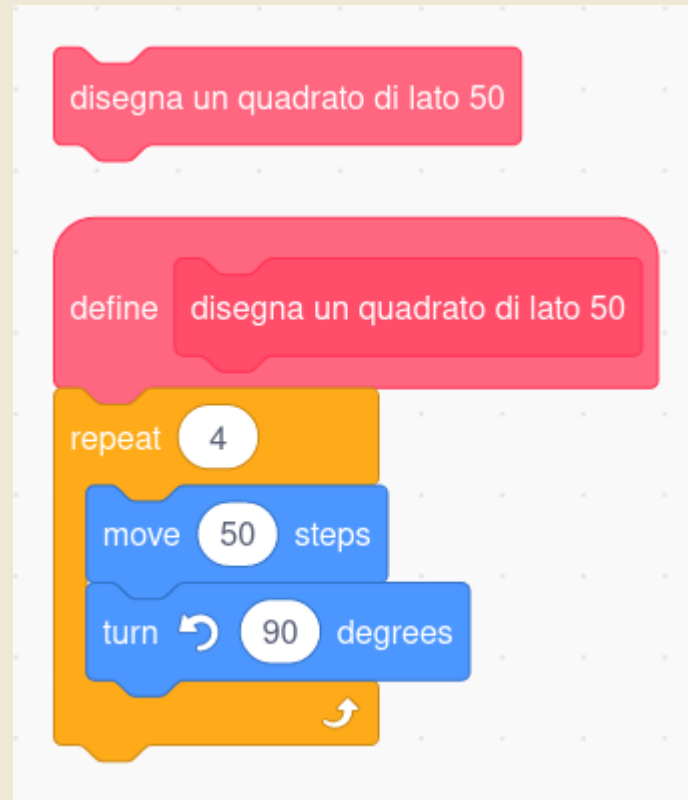 disegna un quadrato di lato 50
define disegna un quadrato di lato 50
repeat 4
move 50 steps
turn 90 degrees